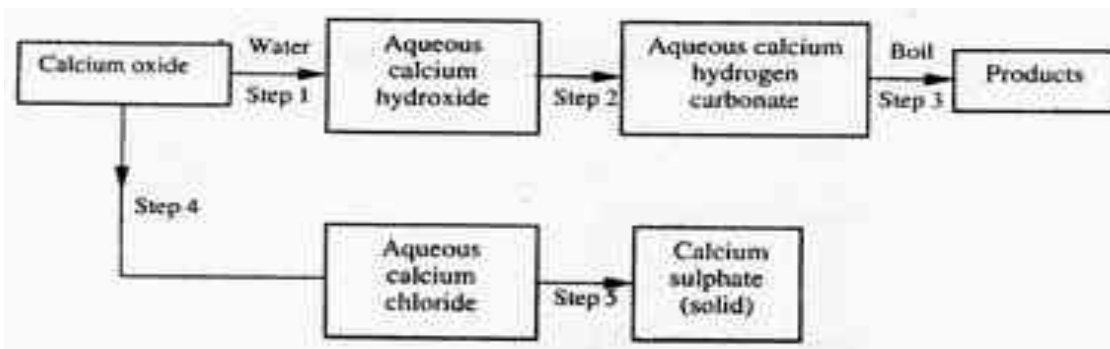 Calcium oxide
Water
Step 1
Aqueous
calcium
hydroxide
Step 2
Aqueous calcium
hydrogen
carbonate
Boil
Step 3
Products
Step 4
Aqueous
calcium
chloride
Step 5
Calcium
sulphate
(solid)